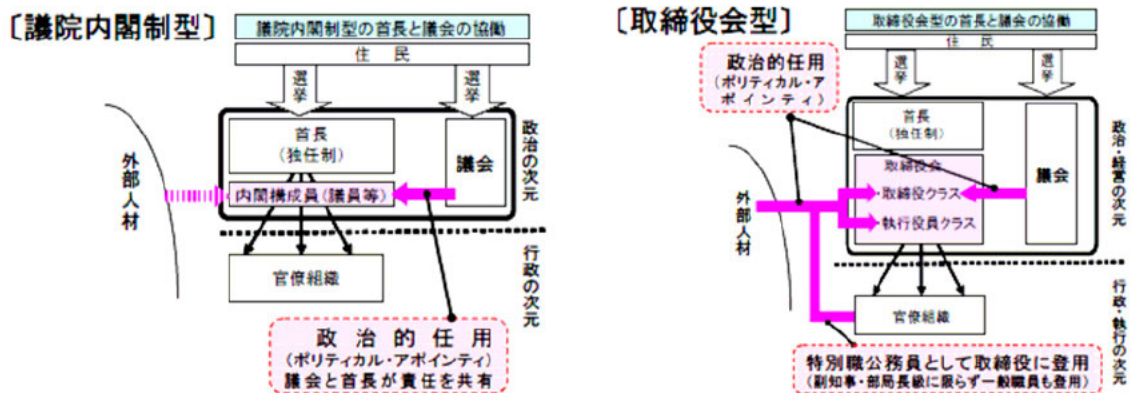 〔議院内閣制型〕
議院内閣制型の首長と議会の協働
住 民
選挙
選挙
首長
(独任制)
議会
政治の次元
外部人材
内閣構成員(議員等)
行政の次元
官僚組織
政 治 的 任 用
(ポリティカル・アポインティ)
議会と首長が責任を共有
〔取締役会型〕
取締役会型の首長と議会の協働
住 民
政治的任用
(ポリティカル・ア
ポインティ)
選挙
選挙
首長
(独任制)
取締役会
・取締役クラス
・執行役員クラス
議会
政治・経営の次元
外部人材
行政・執行の次元
官僚組織
特別職公務員として取締役に登用
(副知事・部局長級に限らず一般職員も登用)